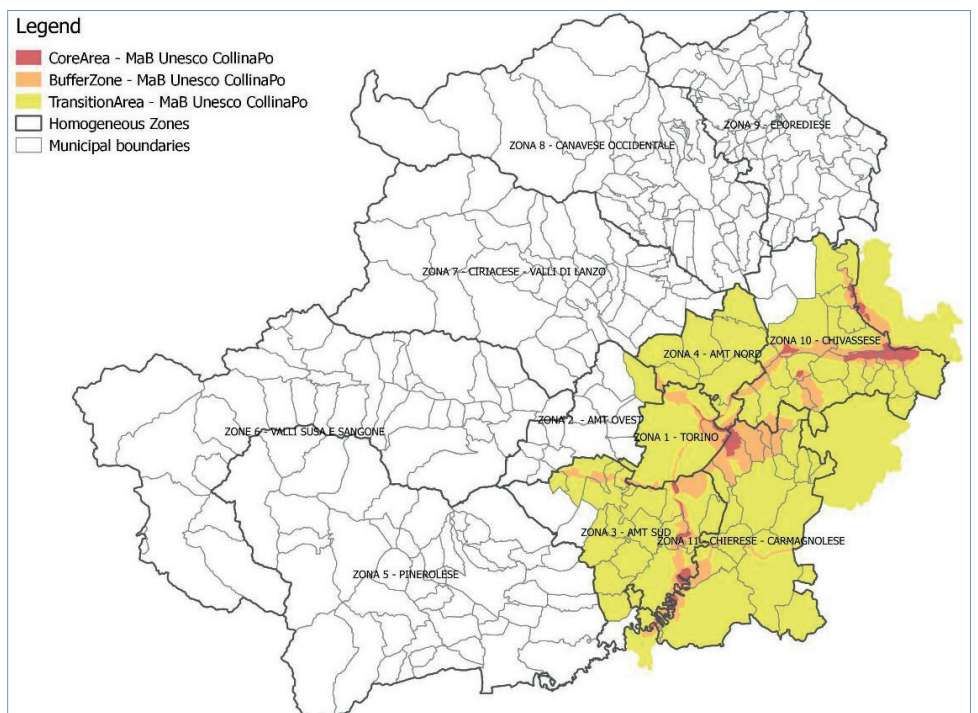 Legend
CoreArea - MaB Unesco CollinaPo
BufferZone - MaB Unesco CollinaPo
TransitionArea - MaB Unesco CollinaPo
Homogeneous Zones
Municipal boundaries
ZONA 9 - EPOREDIESE
ZONA 8 - CANAVESE OCCIDENTALE
ZONA 7 - CIRIACESE - VALLI DI LANZO
ZONA 10 - CHIVASSESE
ZONA 4 - AMT NORD
ZONA 2 - AMT OVEST
ZONE 6 - VALLI SUSA E SANGONE
ZONA 1 - TORINO
ZONA 3 - AMT SUD
ZONA 11 - CHIERESE - CARMAGNOLESE
ZONA 5 - PINEROLESE